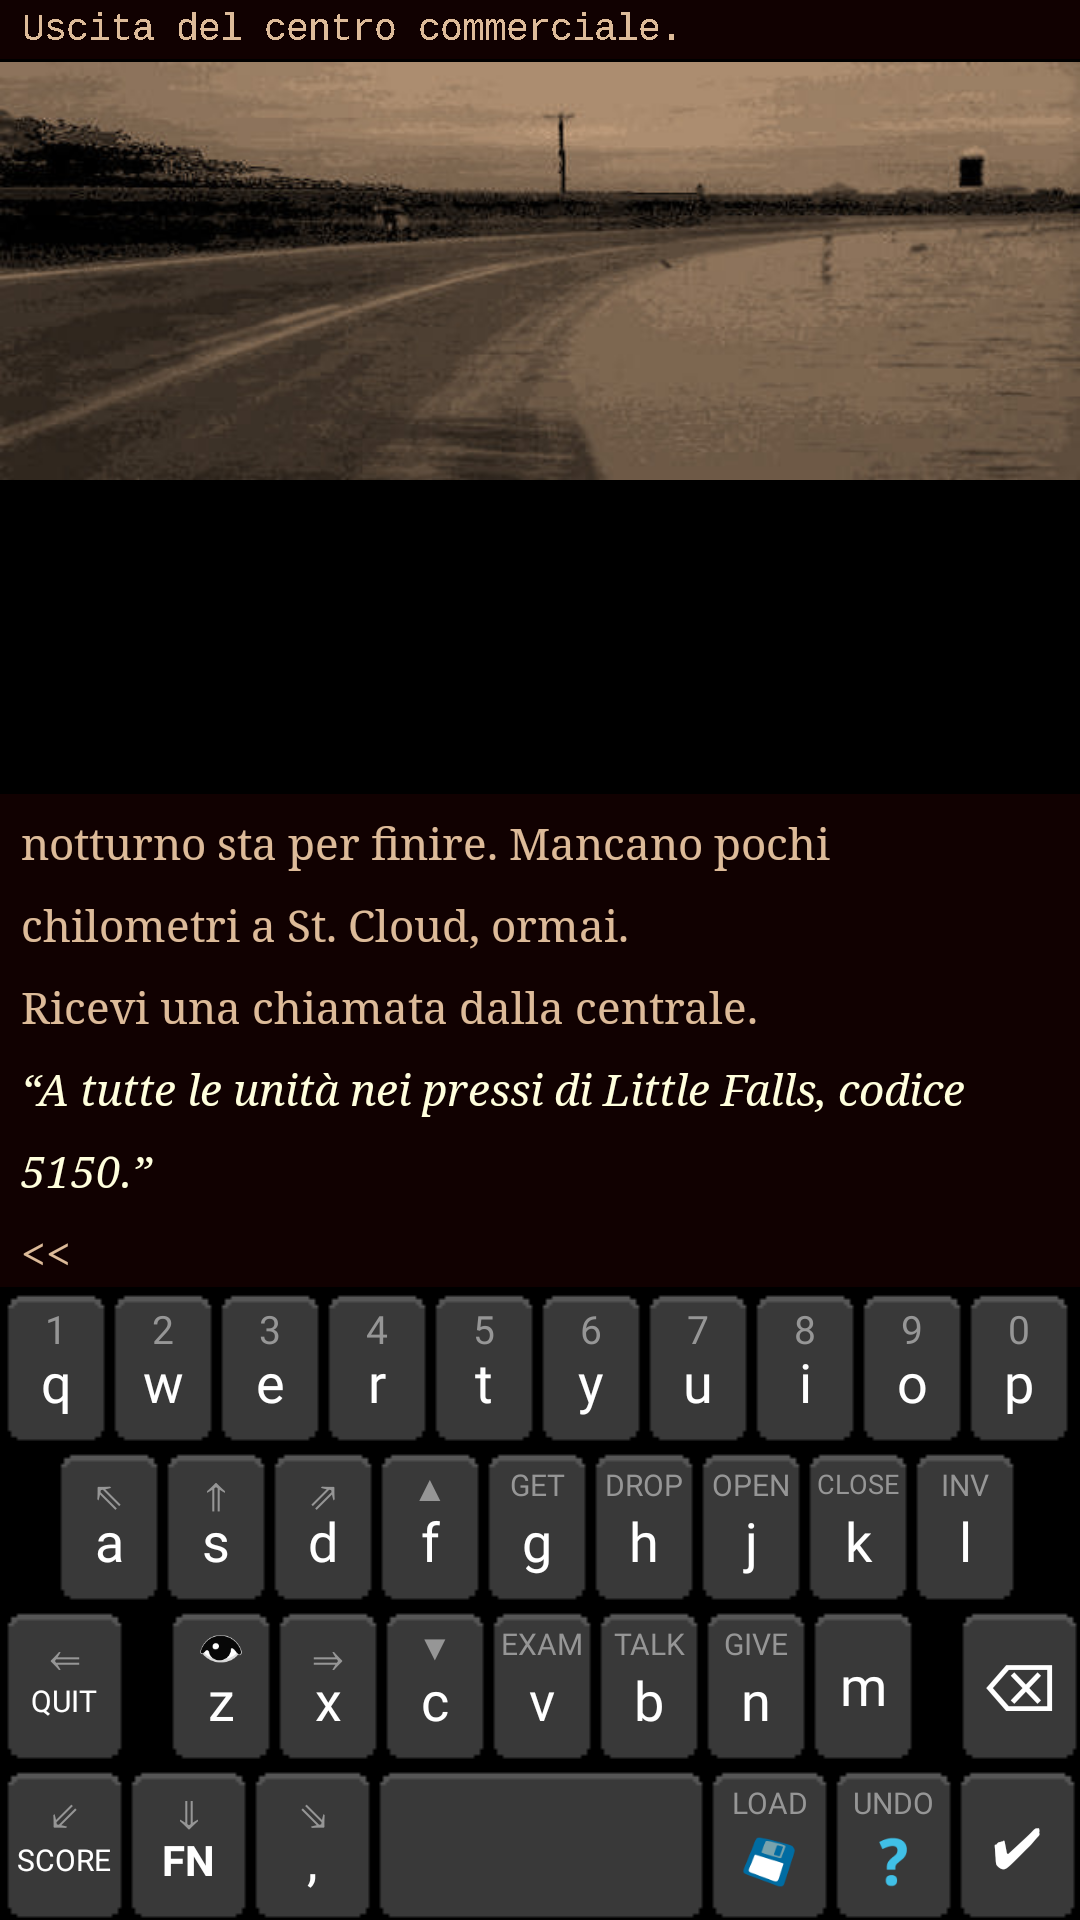 Uscita del centro commerciale.
notturno sta per finire. Mancano pochi
chilometri a St. Cloud, ormai.
Ricevi una chiamata dalla centrale.
“A tutte le unità nei pressi di Little Falls, codice
5150.”
<<
1 2 3 4 5 6 7 8 9 0
q w e r t y u i o p
GET DROP OPEN CLOSE INV
a s d f g h j k l
EXAM TALK GIVE
QUIT z x c v b n m
LOAD UNDO
SCORE FN , ?